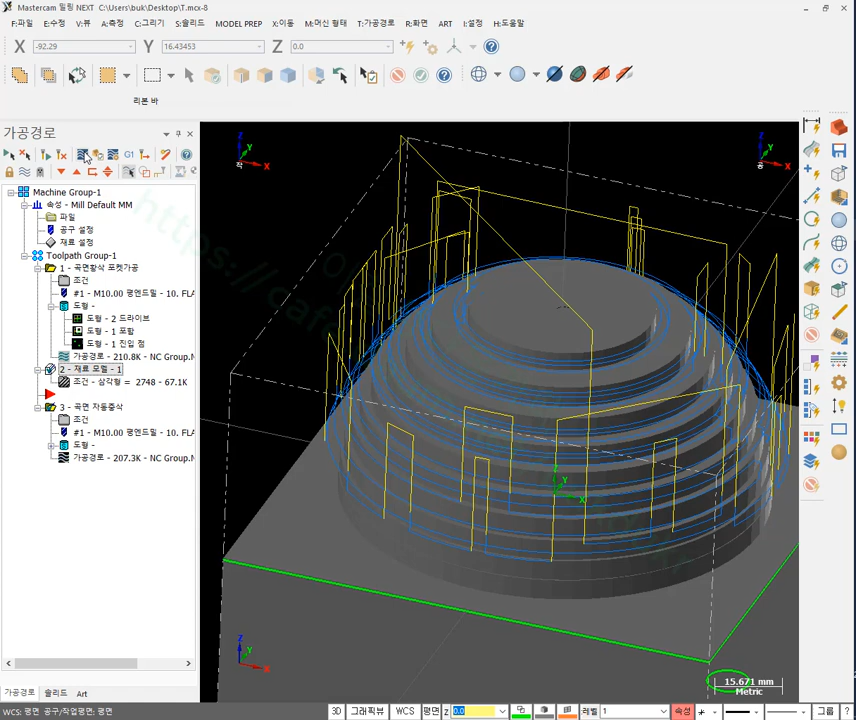 Mastercam 밀링 NEXT  C:\Users\buk\Desktop\T.mcx-8
F:파일 E:수정 V:뷰 A:측정 C:그리기 S:솔리드 MODEL PREP X:이동 M:머신 형태 T:가공경로 R:화면 ART I:설정 H:도움말
X -92.29 Y 16.43453 Z 0.0
리본 바
가공경로
G1
Machine Group-1
속성 - Mill Default MM
파일
공구 설정
재료 설정
Toolpath Group-1
1 - 곡면황삭 포켓가공
조건
#1 - M10.00 평엔드밀 - 10. FLA
도형 -
도형 - 2 드라이브
도형 - 1 포함
도형 - 1 진입 점
가공경로 - 210.8K - NC Group.N
2 - 재료 모델 - 1
조건 - 삼각형 = 2748 - 67.1K
3 - 곡면 자동중삭
조건
#1 - M10.00 평엔드밀 - 10. FLA
도형 -
가공경로 - 207.3K - NC Group.N
Z
X
Y
Z
X
Y
Z
Y
X
Z
Y
X
15.671 mm
Metric
가공경로 솔리드 Art
WCS: 평면 공구/작업평면: 평면
3D 그래픽뷰 WCS 평면 Z 0.0 레벨 1 속성 그룹 ?